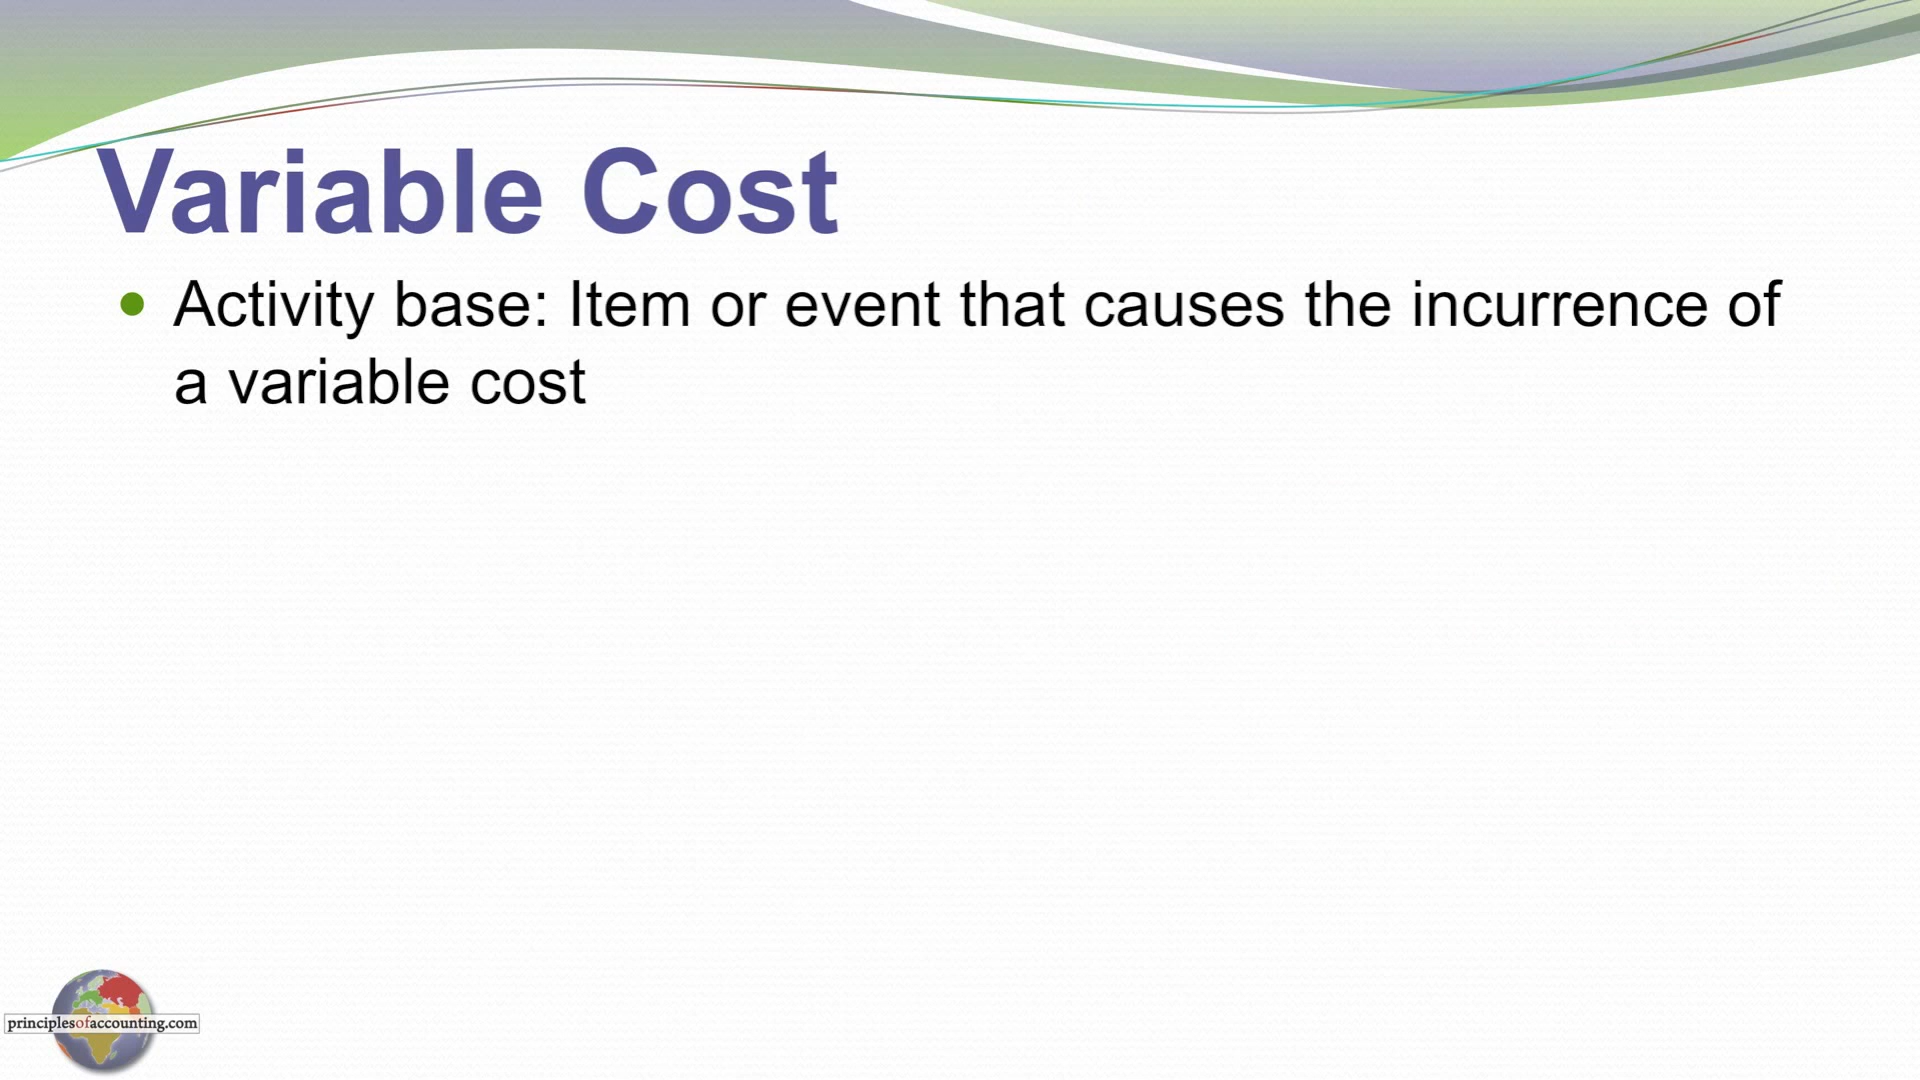 Variable Cost
Activity base: Item or event that causes the incurrence of
a variable cost
principlesofaccounting.com